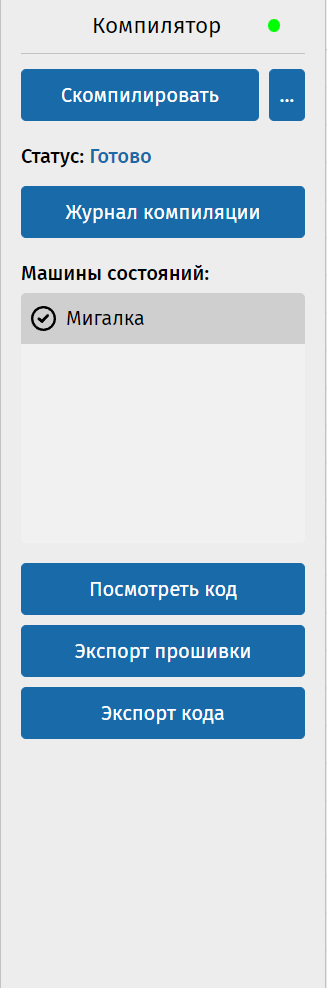 Компилятор
Скомпилировать ...
Статус: Готово
Журнал компиляции
Машины состояний:
Мигалка
Посмотреть код
Экспорт прошивки
Экспорт кода